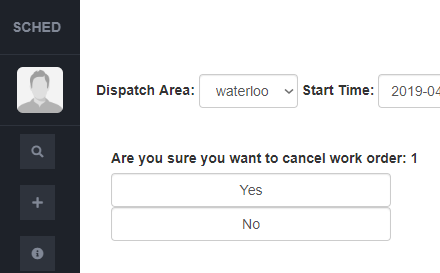 SCHED
Dispatch Area: waterloo Start Time: 2019-04
Are you sure you want to cancel work order: 1
Yes
No